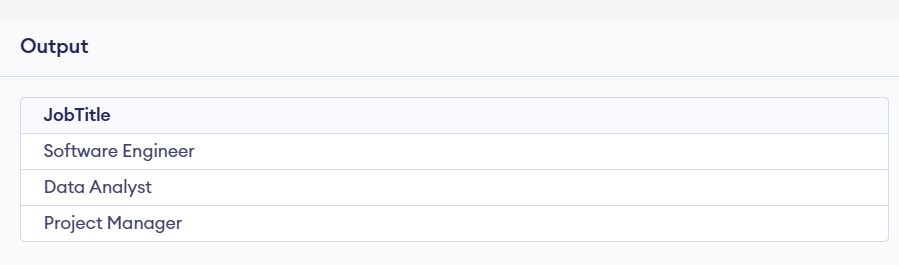 Output
JobTitle
Software Engineer
Data Analyst
Project Manager